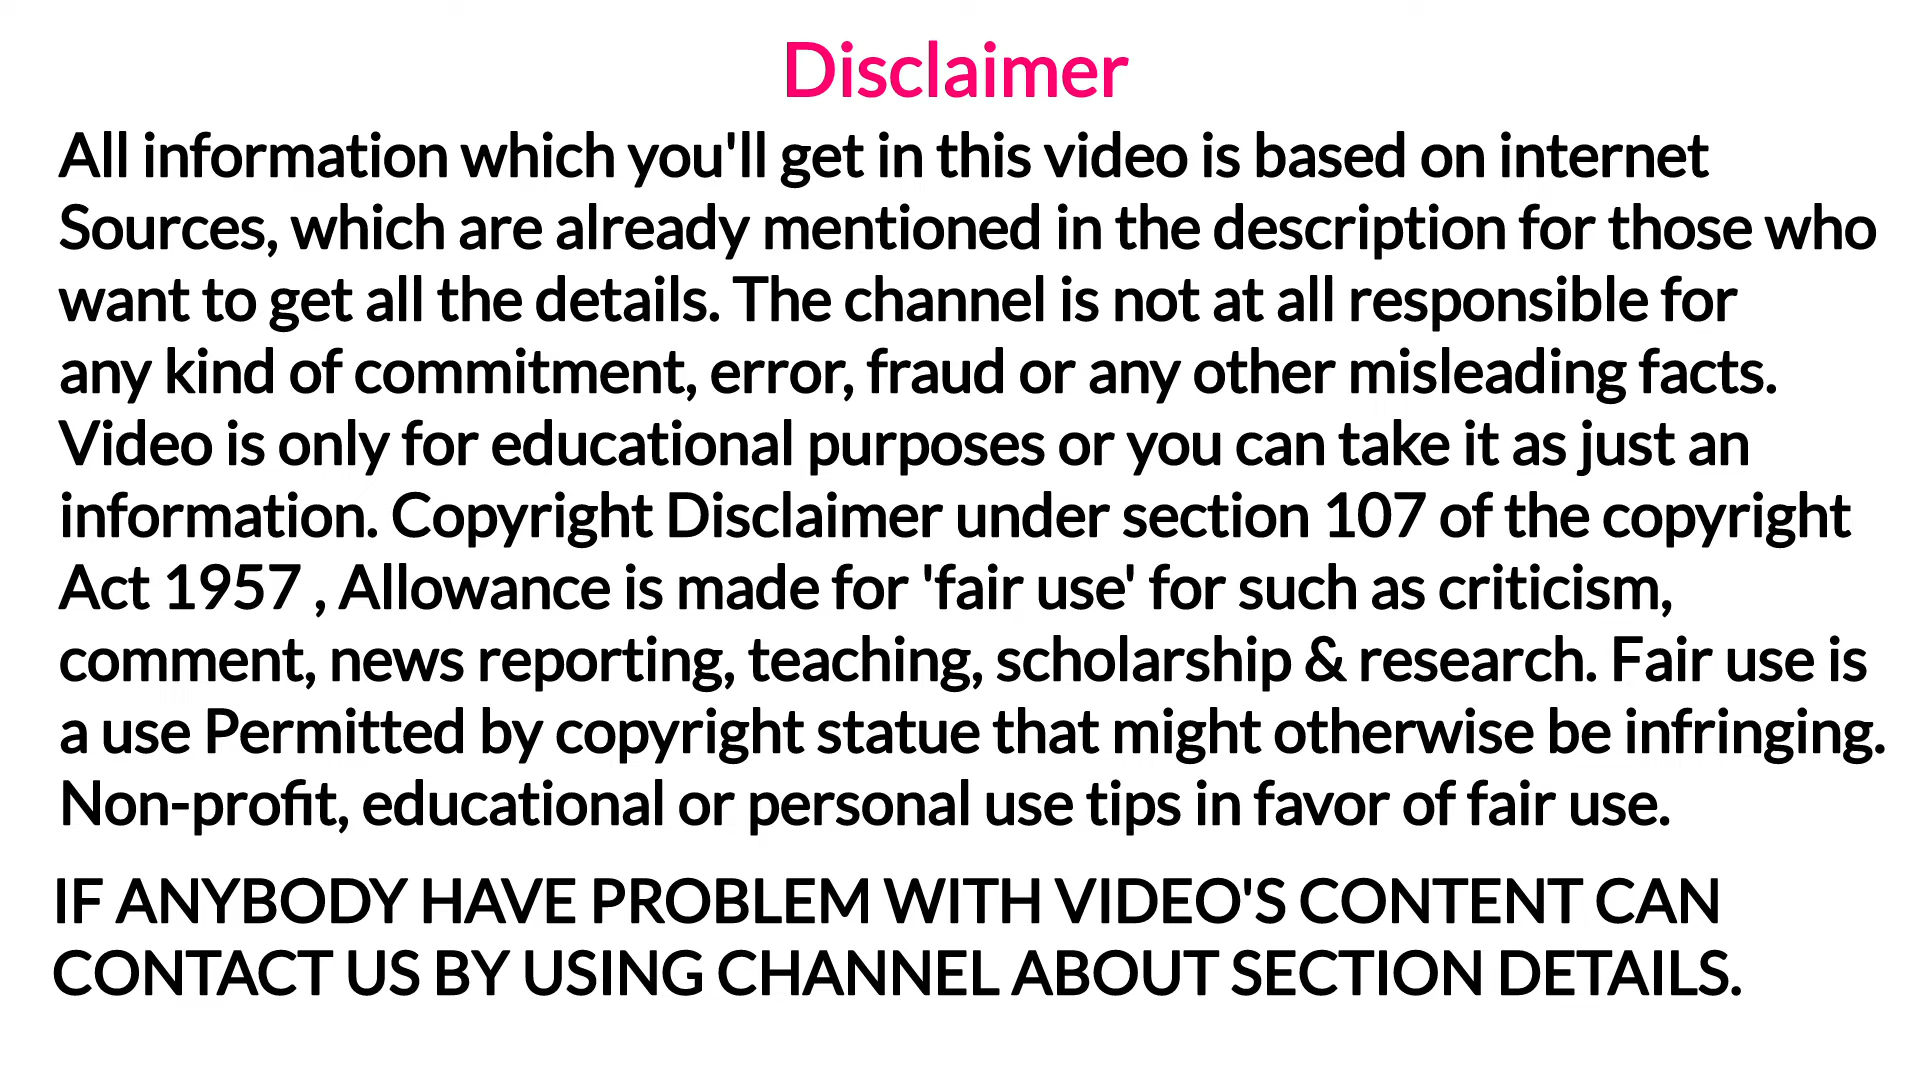 Disclaimer
All information which you'll get in this video is based on internet
Sources, which are already mentioned in the description for those who
want to get all the details. The channel is not at all responsible for
any kind of commitment, error, fraud or any other misleading facts.
Video is only for educational purposes or you can take it as just an
information. Copyright Disclaimer under section 107 of the copyright
Act 1957 , Allowance is made for 'fair use' for such as criticism,
comment, news reporting, teaching, scholarship & research. Fair use is
a use Permitted by copyright statue that might otherwise be infringing.
Non-profit, educational or personal use tips in favor of fair use.
IF ANYBODY HAVE PROBLEM WITH VIDEO'S CONTENT CAN
CONTACT US BY USING CHANNEL ABOUT SECTION DETAILS.